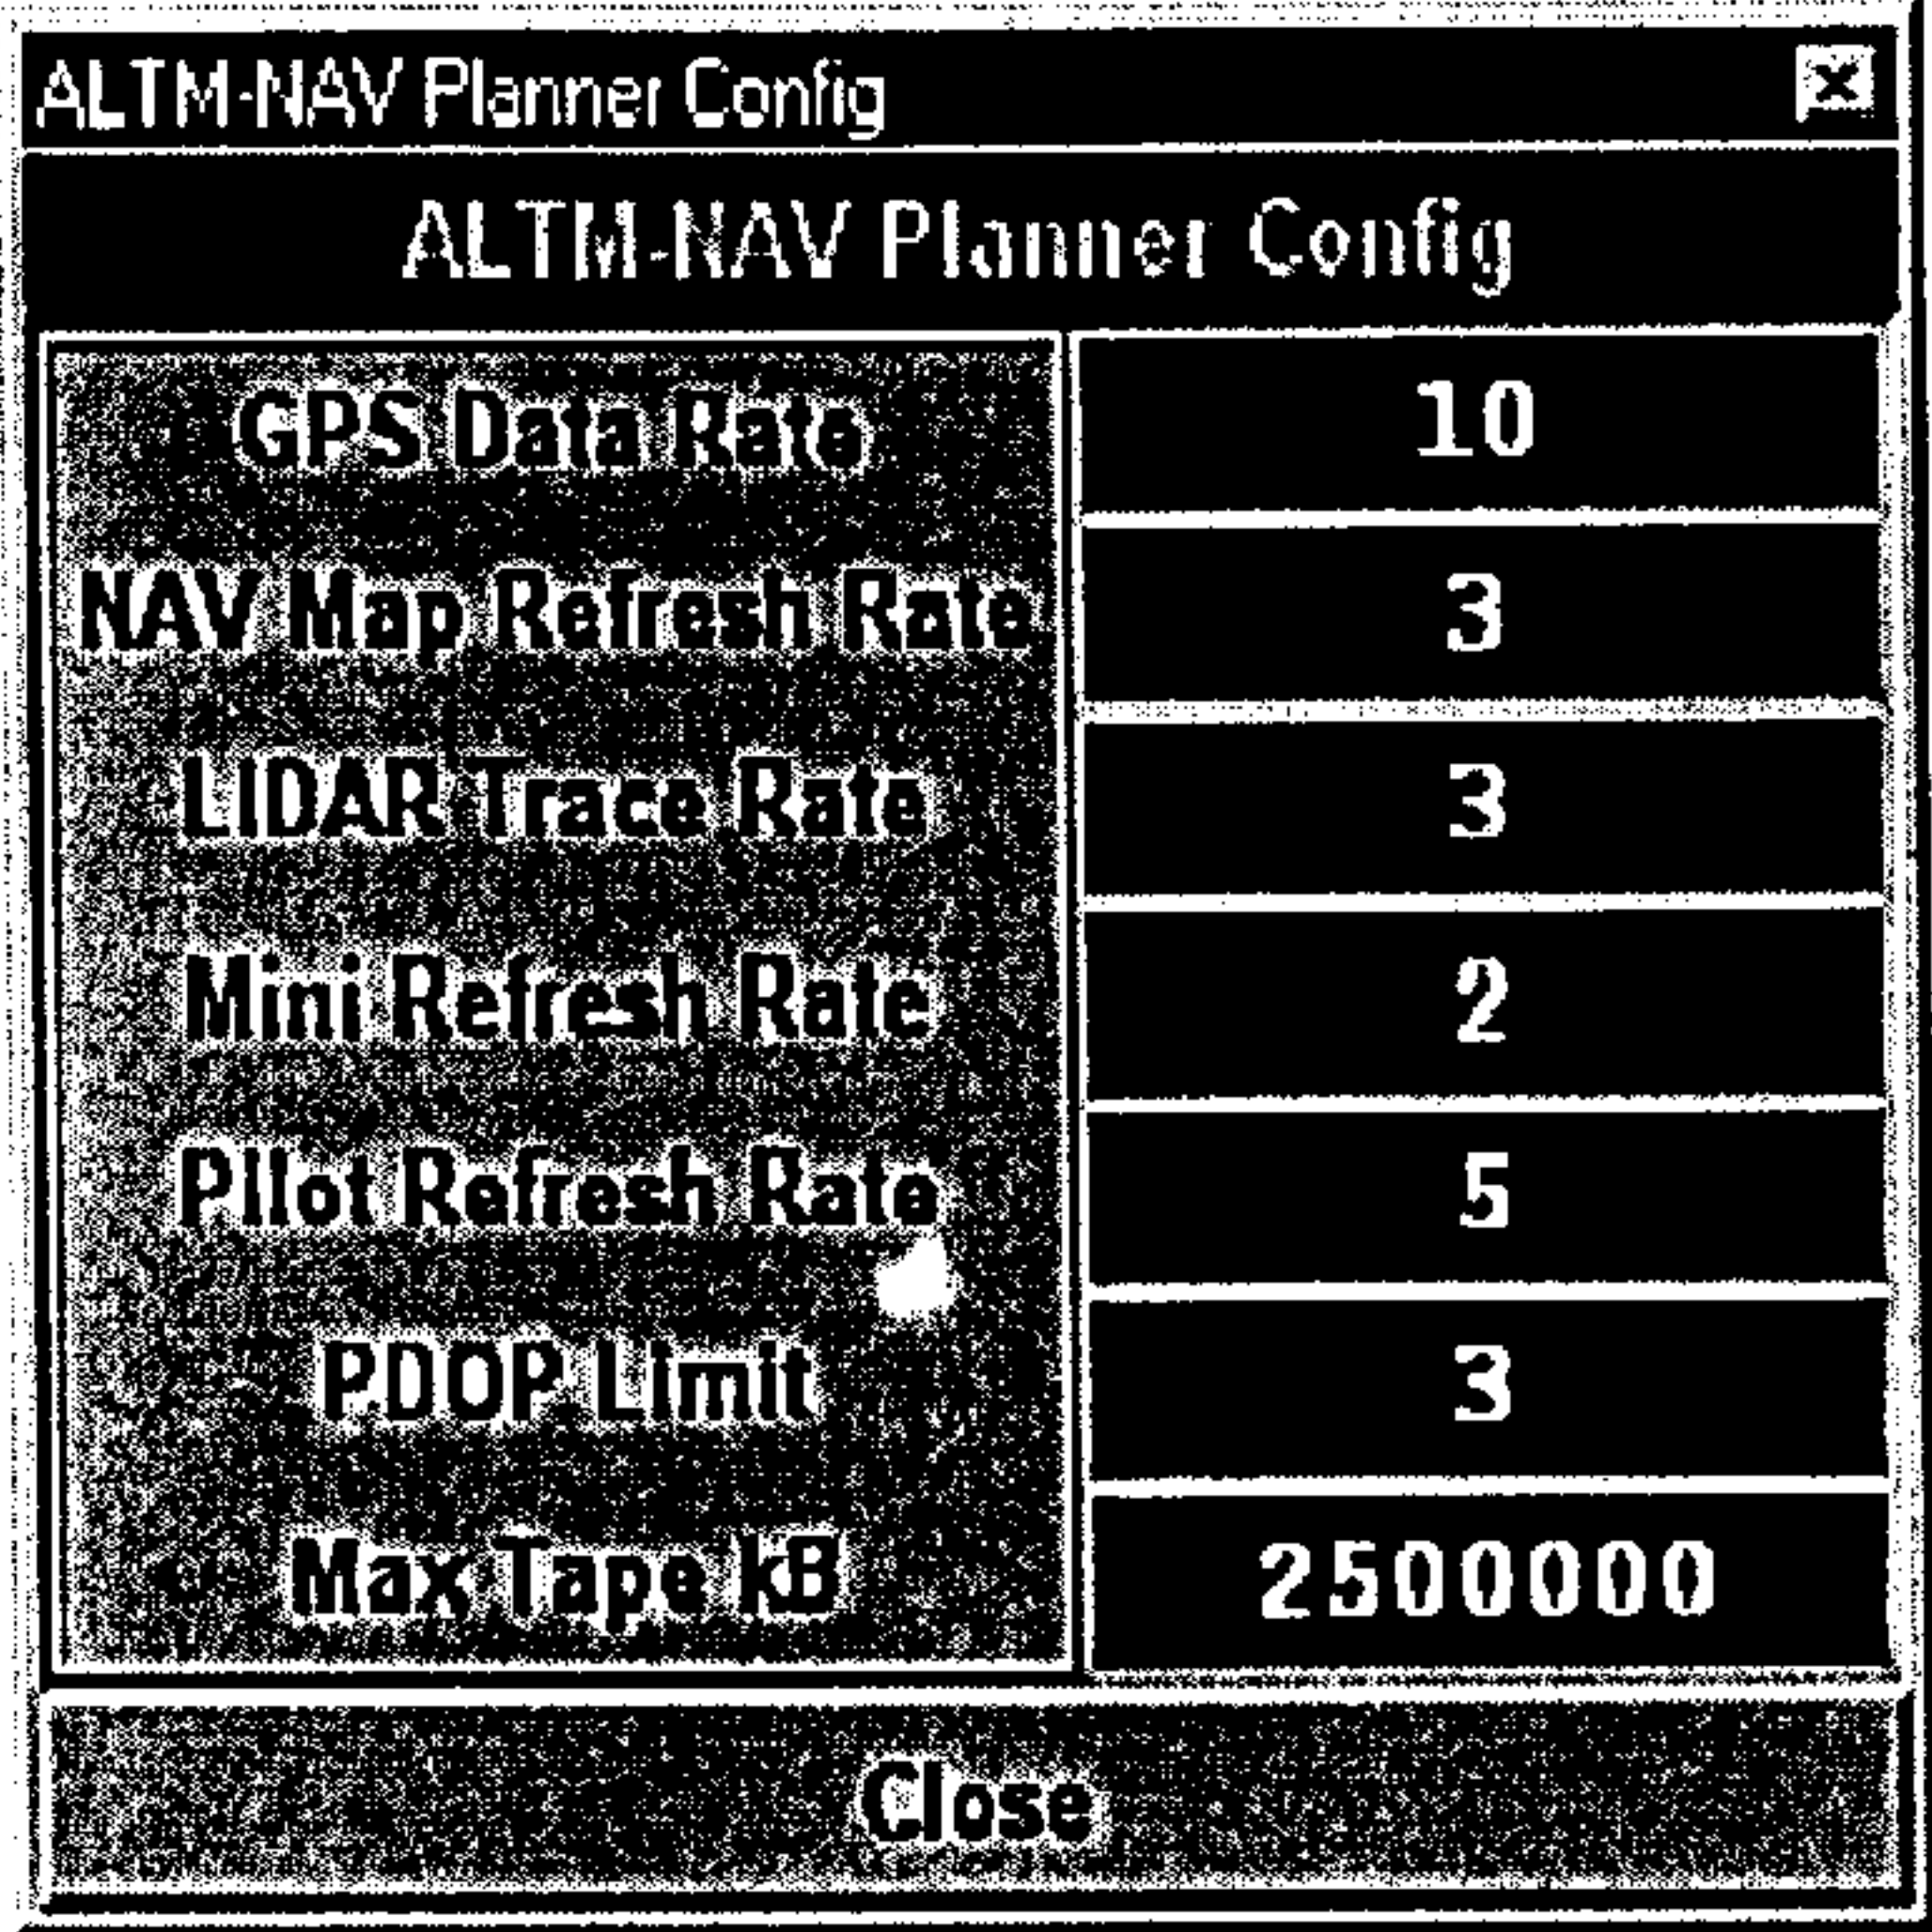 ALTM-NAV Planner Config
ALTM-NAV Planner Config
GPS Data Rate 10
NAV Map Refresh Rate 3
LIDAR Trace Rate 3
Mini Refresh Rate 2
Pilot Refresh Rate 5
PDOP Limit 3
Max Tape kB 2500000
Close